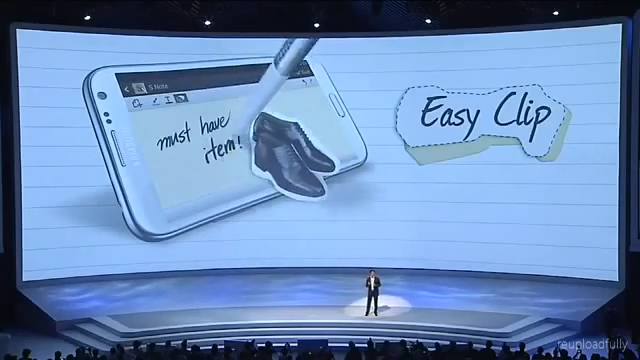 S Note
must have
item!
Easy Clip
reuploadfully